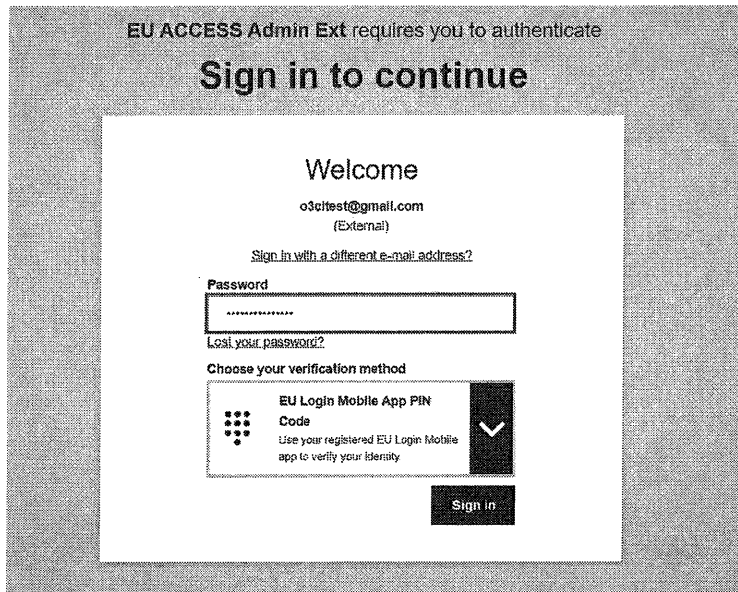 EU ACCESS Admin Ext requires you to authenticate
Sign in to continue
Welcome
o3citest@gmail.com
(External)
Sign in with a different e-mail address?
Password
***************
Lost your password?
Choose your verification method
EU Login Mobile App PIN
Code
Use your registered EU Login Mobile
app to verify your identity
Sign in